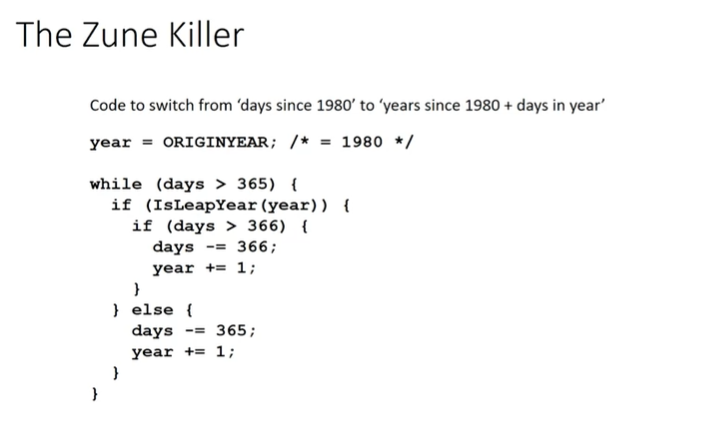 The Zune Killer
Code to switch from ‘days since 1980’ to ‘years since 1980 + days in year’
year = ORIGINYEAR; /* = 1980 */
while (days > 365) {
if (IsLeapYear(year)) {
if (days > 366) {
days -= 366;
year += 1;
}
} else {
days -= 365;
year += 1;
}
}